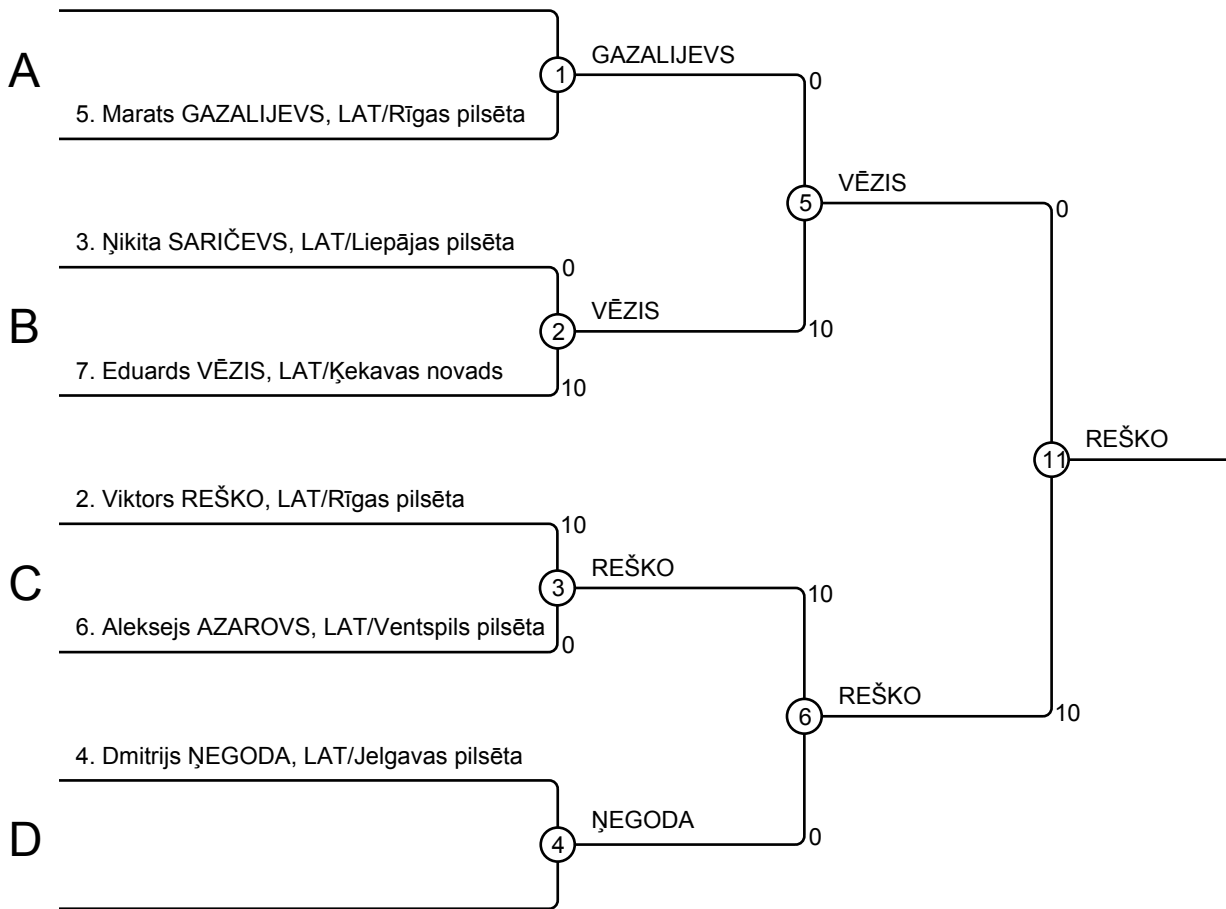 A
5. Marats GAZALIJEVS, LAT/Rīgas pilsēta
1
GAZALIJEVS
0
B
3. Ņikita SARIČEVS, LAT/Liepājas pilsēta
0
7. Eduards VĒZIS, LAT/Ķekavas novads
10
2
VĒZIS
10
5
VĒZIS
0
C
2. Viktors REŠKO, LAT/Rīgas pilsēta
10
6. Aleksejs AZAROVS, LAT/Ventspils pilsēta
0
3
REŠKO
10
D
4. Dmitrijs ŅEGODA, LAT/Jelgavas pilsēta
4
ŅEGODA
0
6
REŠKO
10
11
REŠKO